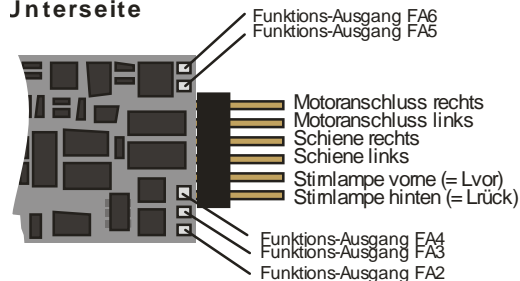 Unterseite
Funktions-Ausgang FA6
Funktions-Ausgang FA5
Motoranschluss rechts
Motoranschluss links
Schiene rechts
Schiene links
Stirnlampe vorne (= Lvor)
Stirnlampe hinten (= Lrück)
Funktions-Ausgang FA4
Funktions-Ausgang FA3
Funktions-Ausgang FA2